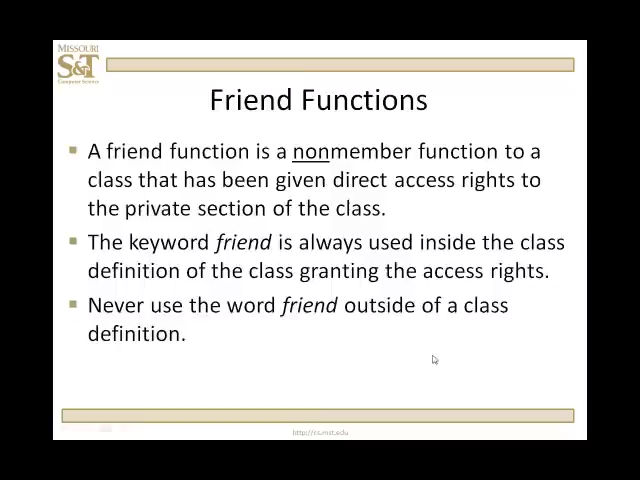 MISSOURI
S&T
Computer Science
Friend Functions
A friend function is a nonmember function to a
class that has been given direct access rights to
the private section of the class.
The keyword friend is always used inside the class
definition of the class granting the access rights.
Never use the word friend outside of a class
definition.
http://cs.mst.edu